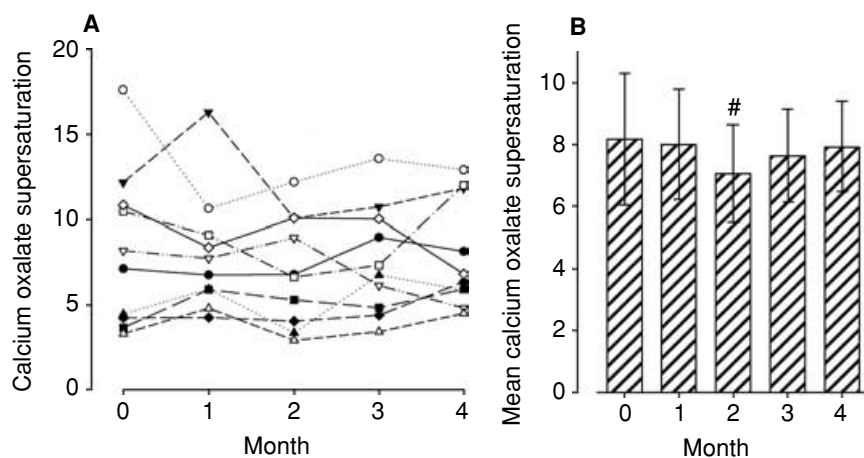 A
Calcium oxalate supersaturation
20
15
10
5
0
0 1 2 3 4
Month
B
Mean calcium oxalate supersaturation
10
8
6
4
2
0
#
0 1 2 3 4
Month